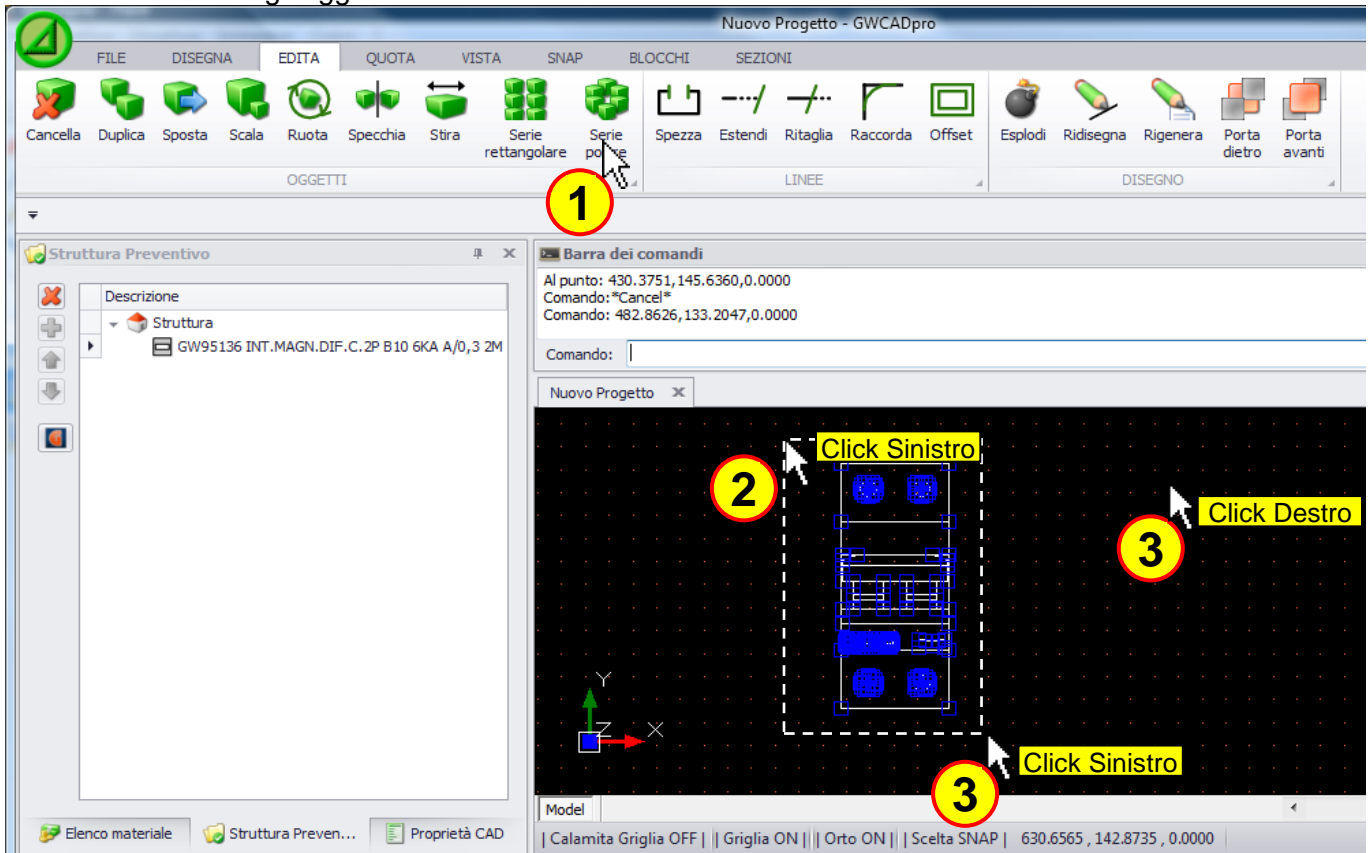 Nuovo Progetto - GWCADpro
FILE DISEGNA EDITA QUOTA VISTA SNAP BLOCCHI SEZIONI
Cancella Duplica Sposta Scala Ruota Specchia Stira Serie rettangolare Serie Spezza Estendi Ritaglia Raccorda Offset Esplodi Ridisegna Rigenera Porta dietro Porta avanti
OGGETTI LINEE DISEGNO
1
Struttura Preventivo
Descrizione
Struttura
GW95136 INT.MAGN.DIF.C.2P B10 6KA A/0,3 2M
Elenco materiale Struttura Preven... Proprietà CAD
Barra dei comandi
Al punto: 430.3751,145.6360,0.0000
Comando:*Cancel*
Comando: 482.8626,133.2047,0.0000
Comando:
Nuovo Progetto
Click Sinistro
2
Click Destro
3
Y
Z X
Click Sinistro
3
Model
| Calamita Griglia OFF | | Griglia ON | | Orto ON | | Scelta SNAP | 630.6565 , 142.8735 , 0.0000